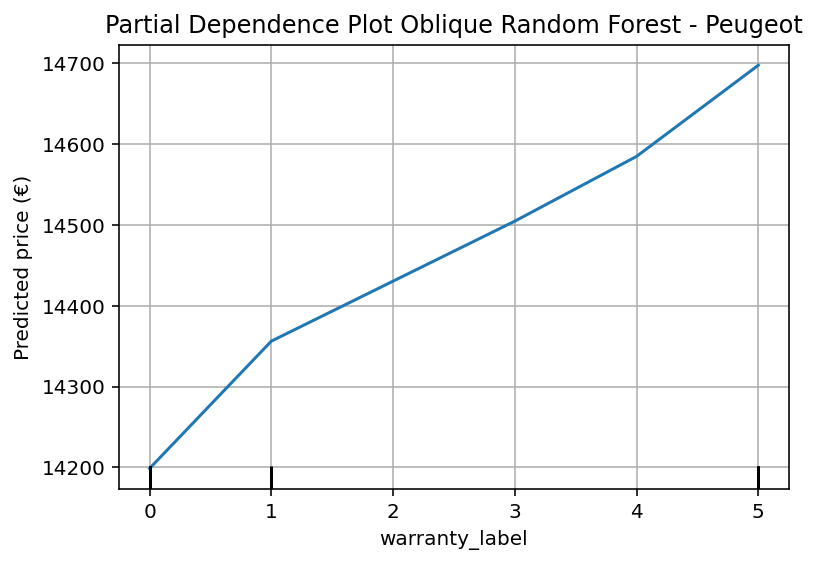 Partial Dependence Plot Oblique Random Forest - Peugeot
14700
14600
14500
14400
14300
14200
Predicted price (€)
0 1 2 3 4 5
warranty_label